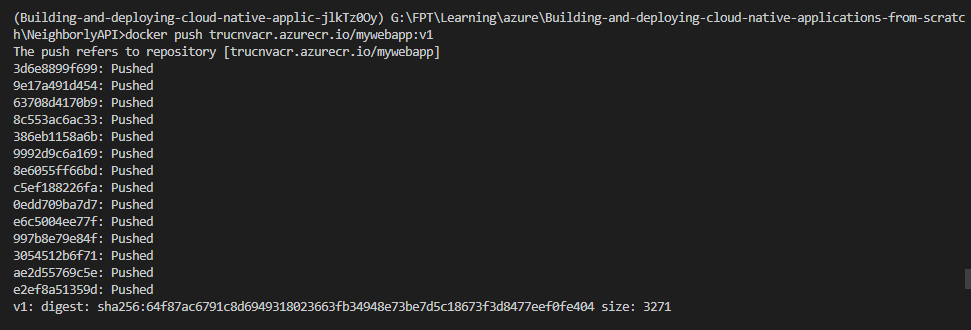 (Building-and-deploying-cloud-native-applic-jlkTz0Oy) G:\FPT\Learning\azure\Building-and-deploying-cloud-native-applications-from-scratc
h\NeighborlyAPI>docker push trucnvacr.azurecr.io/mywebapp:v1
The push refers to repository [trucnvacr.azurecr.io/mywebapp]
3d6e8899f699: Pushed
9e17a491d454: Pushed
63708d4170b9: Pushed
8c553ac6ac33: Pushed
386eb1158a6b: Pushed
9992d9c6a169: Pushed
8e6055ff66bd: Pushed
c5ef188226fa: Pushed
0edd709ba7d7: Pushed
e6c5004ee77f: Pushed
997b8e79e84f: Pushed
3054512b6f71: Pushed
ae2d55769c5e: Pushed
e2ef8a51359d: Pushed
v1: digest: sha256:64f87ac6791c8d6949318023663fb34948e73be7d5c18673f3d8477eef0fe404 size: 3271